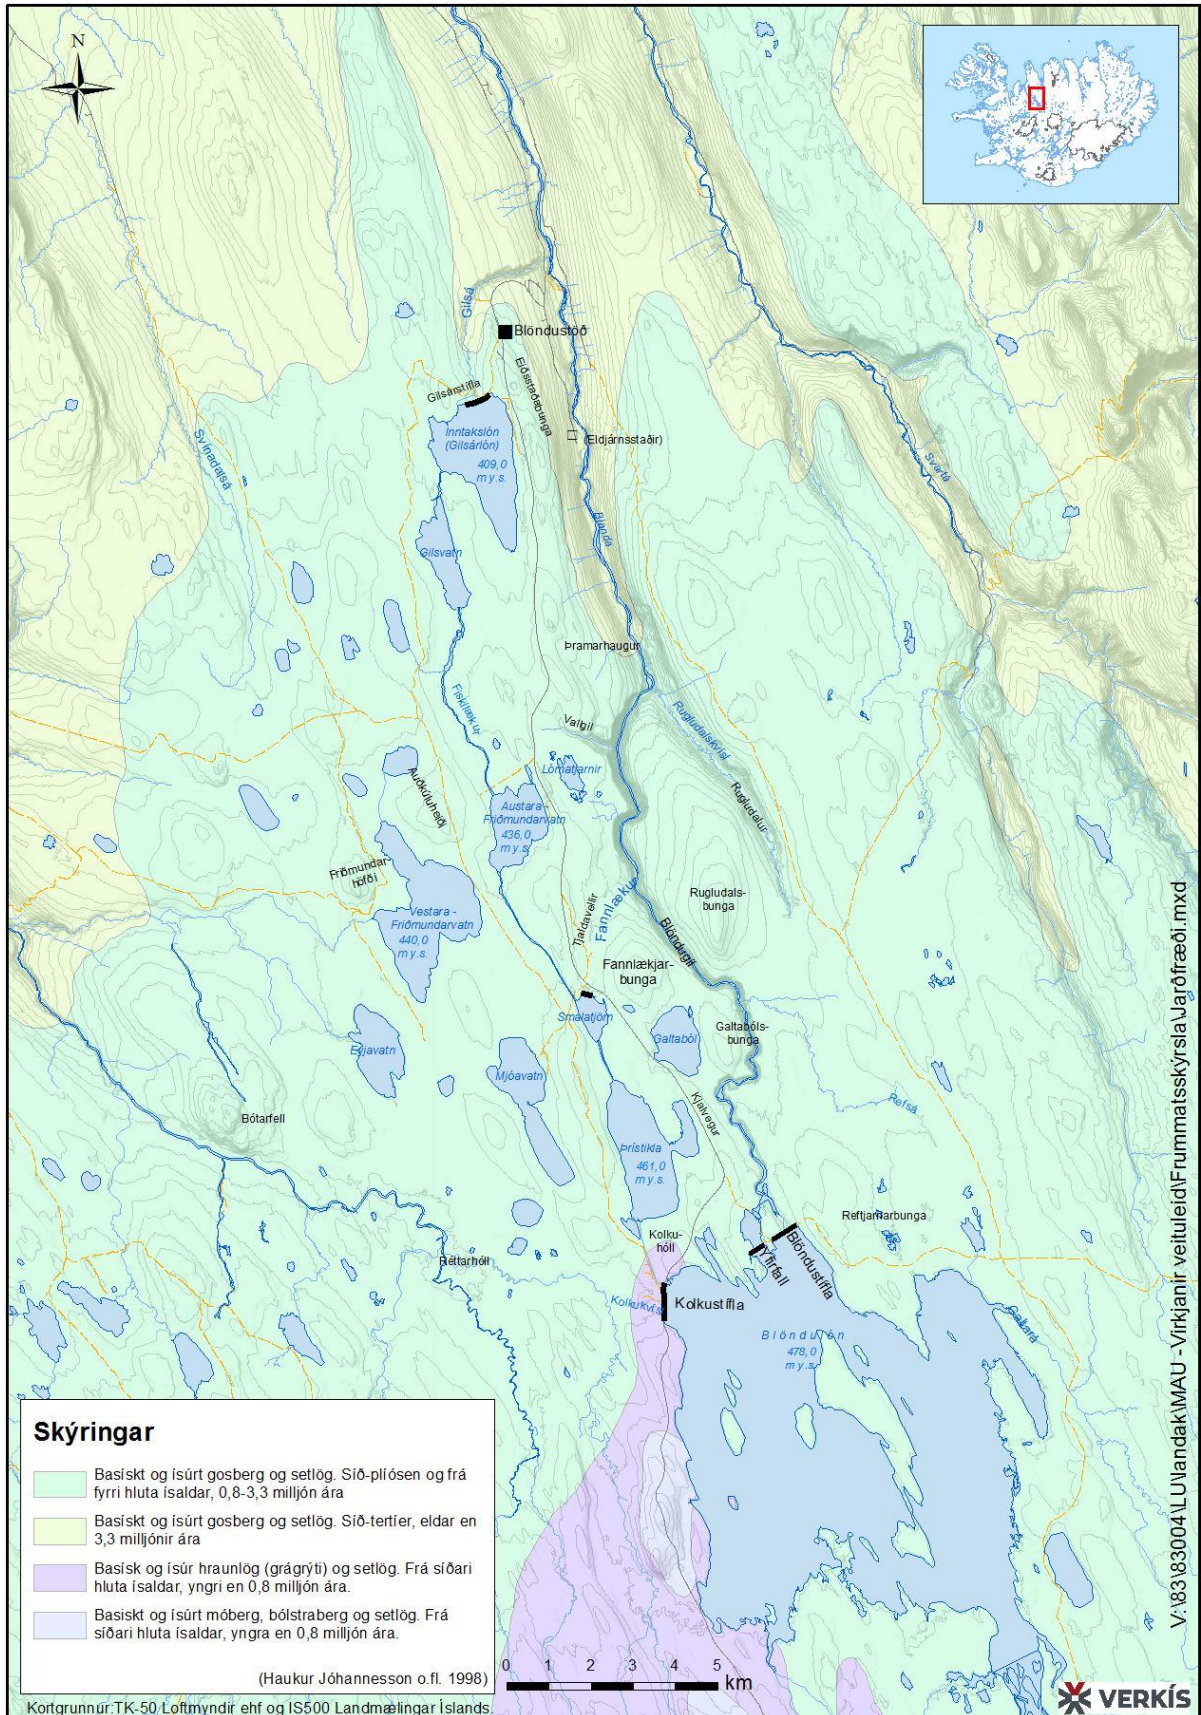 N
Gilsá
Blöndustöð
Eiðsstaðabunga
Gilsárstífla
Inntakslón
(Gilsárlón)
409,0
m y.s.
(Eldjárnsstaðir)
Svínadalsá
Svartá
Blanda
Gilsvatn
Þramarhaugur
Fiskilækur
Valgil
Rugludalskvísl
Lómatjarnir
Auðkúluheiði
Austara -
Friðmundarvatn
436,0
m y.s.
Rugludalur
Friðmundar-
höfði
Vestara -
Friðmundarvatn
440,0
m y.s.
Tjaldavellir
Fannlækur
Rugludals-
bunga
Blöndugil
Fannlækjar-
bunga
Smalatjörn
Galtaból
Galtabóls-
bunga
Eyjavatn
Mjóavatn
Refsá
Kjalvegur
Bótarfell
Þrístikla
461,0
m y.s.
Reftjarnarbunga
Kolku-
hóll
Réttarhóll
Yfirfall
Blöndustífla
Kolkukvísl
Kolkustífla
Galtará
Blöndulón
478,0
m y.s.
Skýringar
Basískt og ísúrt gosberg og setlög. Síð-plíósen og frá
fyrri hluta ísaldar, 0,8-3,3 milljón ára
Basískt og ísúrt gosberg og setlög. Síð-tertíer, eldar en
3,3 milljónir ára
Basísk og ísúr hraunlög (grágrýti) og setlög. Frá síðari
hluta ísaldar, yngri en 0,8 milljón ára.
Basiskt og ísúrt móberg, bólstraberg og setlög. Frá
síðari hluta ísaldar, yngra en 0,8 milljón ára.
(Haukur Jóhannesson o.fl. 1998)
0 1 2 3 4 5
km
Kortgrunnur:TK-50 Loftmyndir ehf og IS500 Landmælingar Íslands.
VERKÍS
V:\83\83004\LU\landak\MAU -Virkjanir veituleid\Frummatsskýrsla\Jarðfræði.mxd